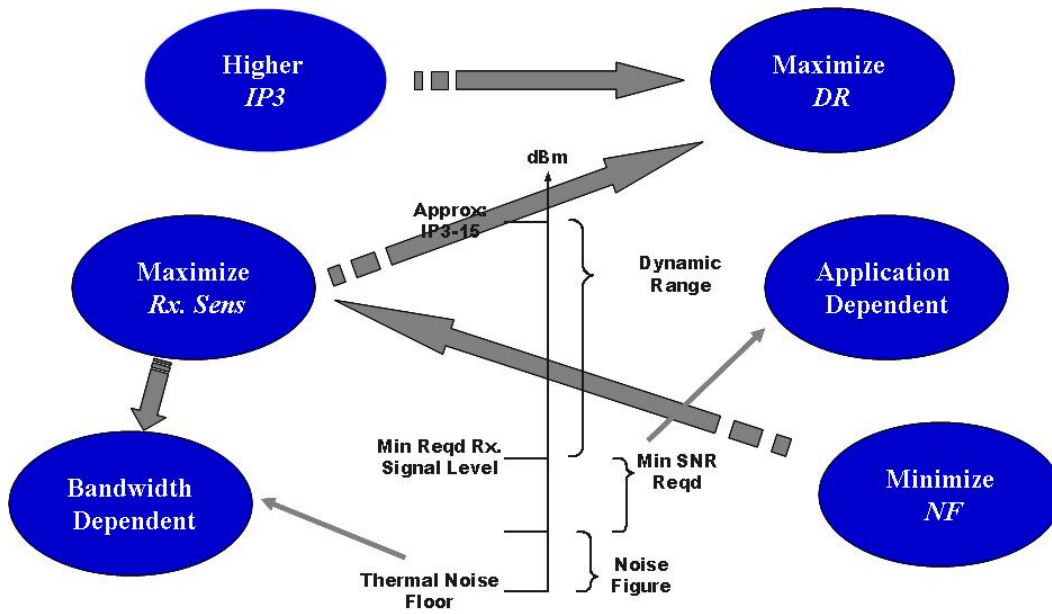 Higher
IP3
Maximize
DR
dBm
Approx:
IP3-15
Maximize
Rx. Sens
Dynamic
Range
Application
Dependent
Min Reqd Rx.
Signal Level
Min SNR
Reqd
Bandwidth
Dependent
Minimize
NF
Thermal Noise
Floor
Noise
Figure